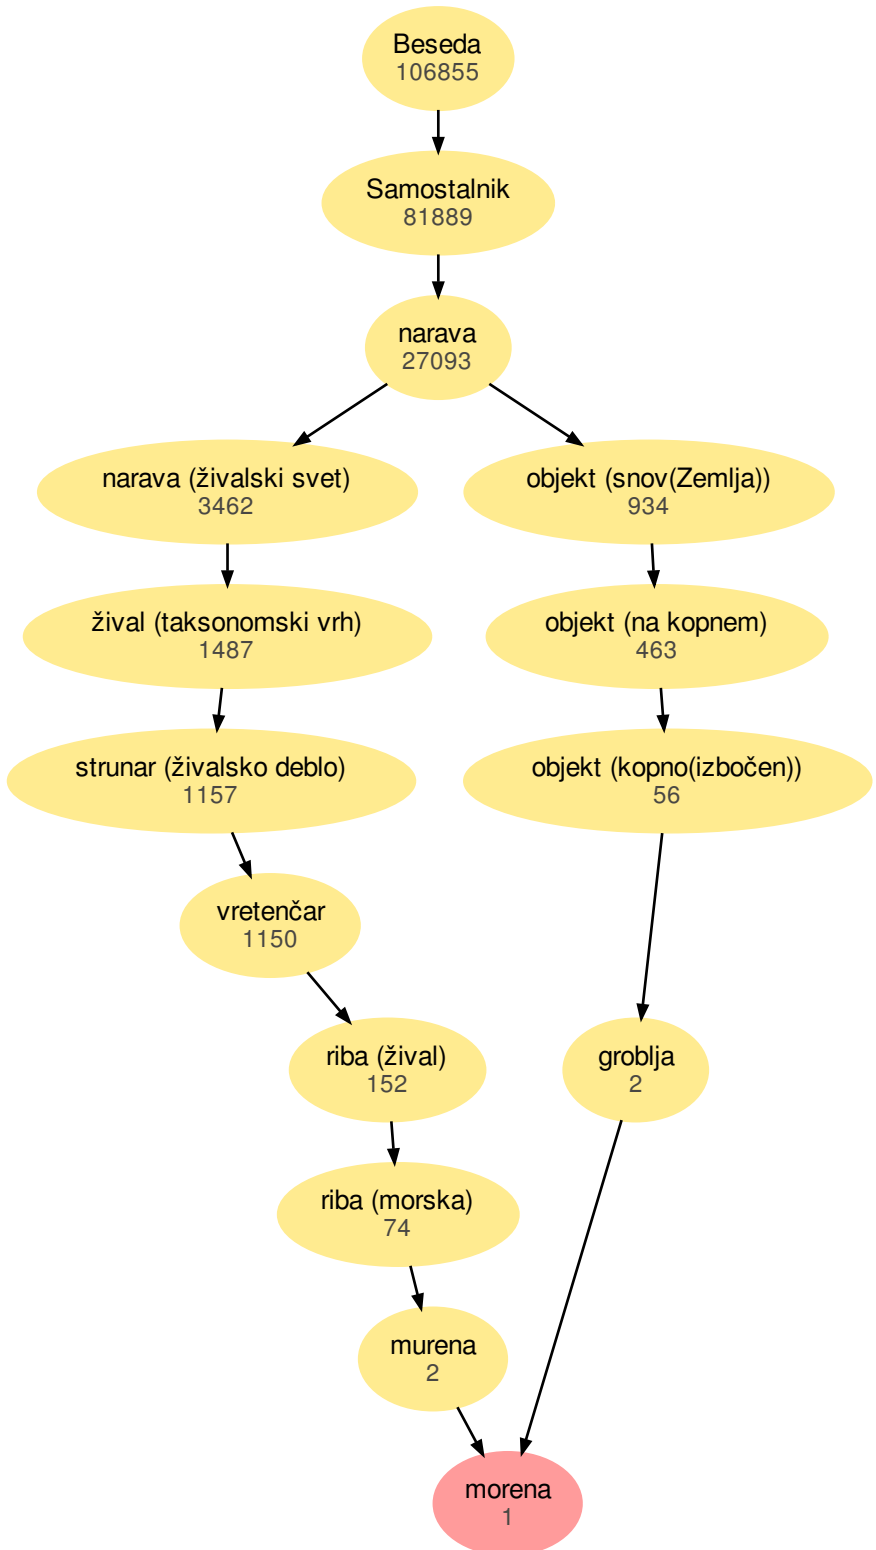 Beseda
106855
Samostalnik
81889
narava
27093
narava (živalski svet)
3462
objekt (snov(Zemlja))
934
žival (taksonomski vrh)
1487
objekt (na kopnem)
463
strunar (živalsko deblo)
1157
objekt (kopno(izbočen))
56
vretenčar
1150
riba (žival)
152
groblja
2
riba (morska)
74
murena
2
morena
1